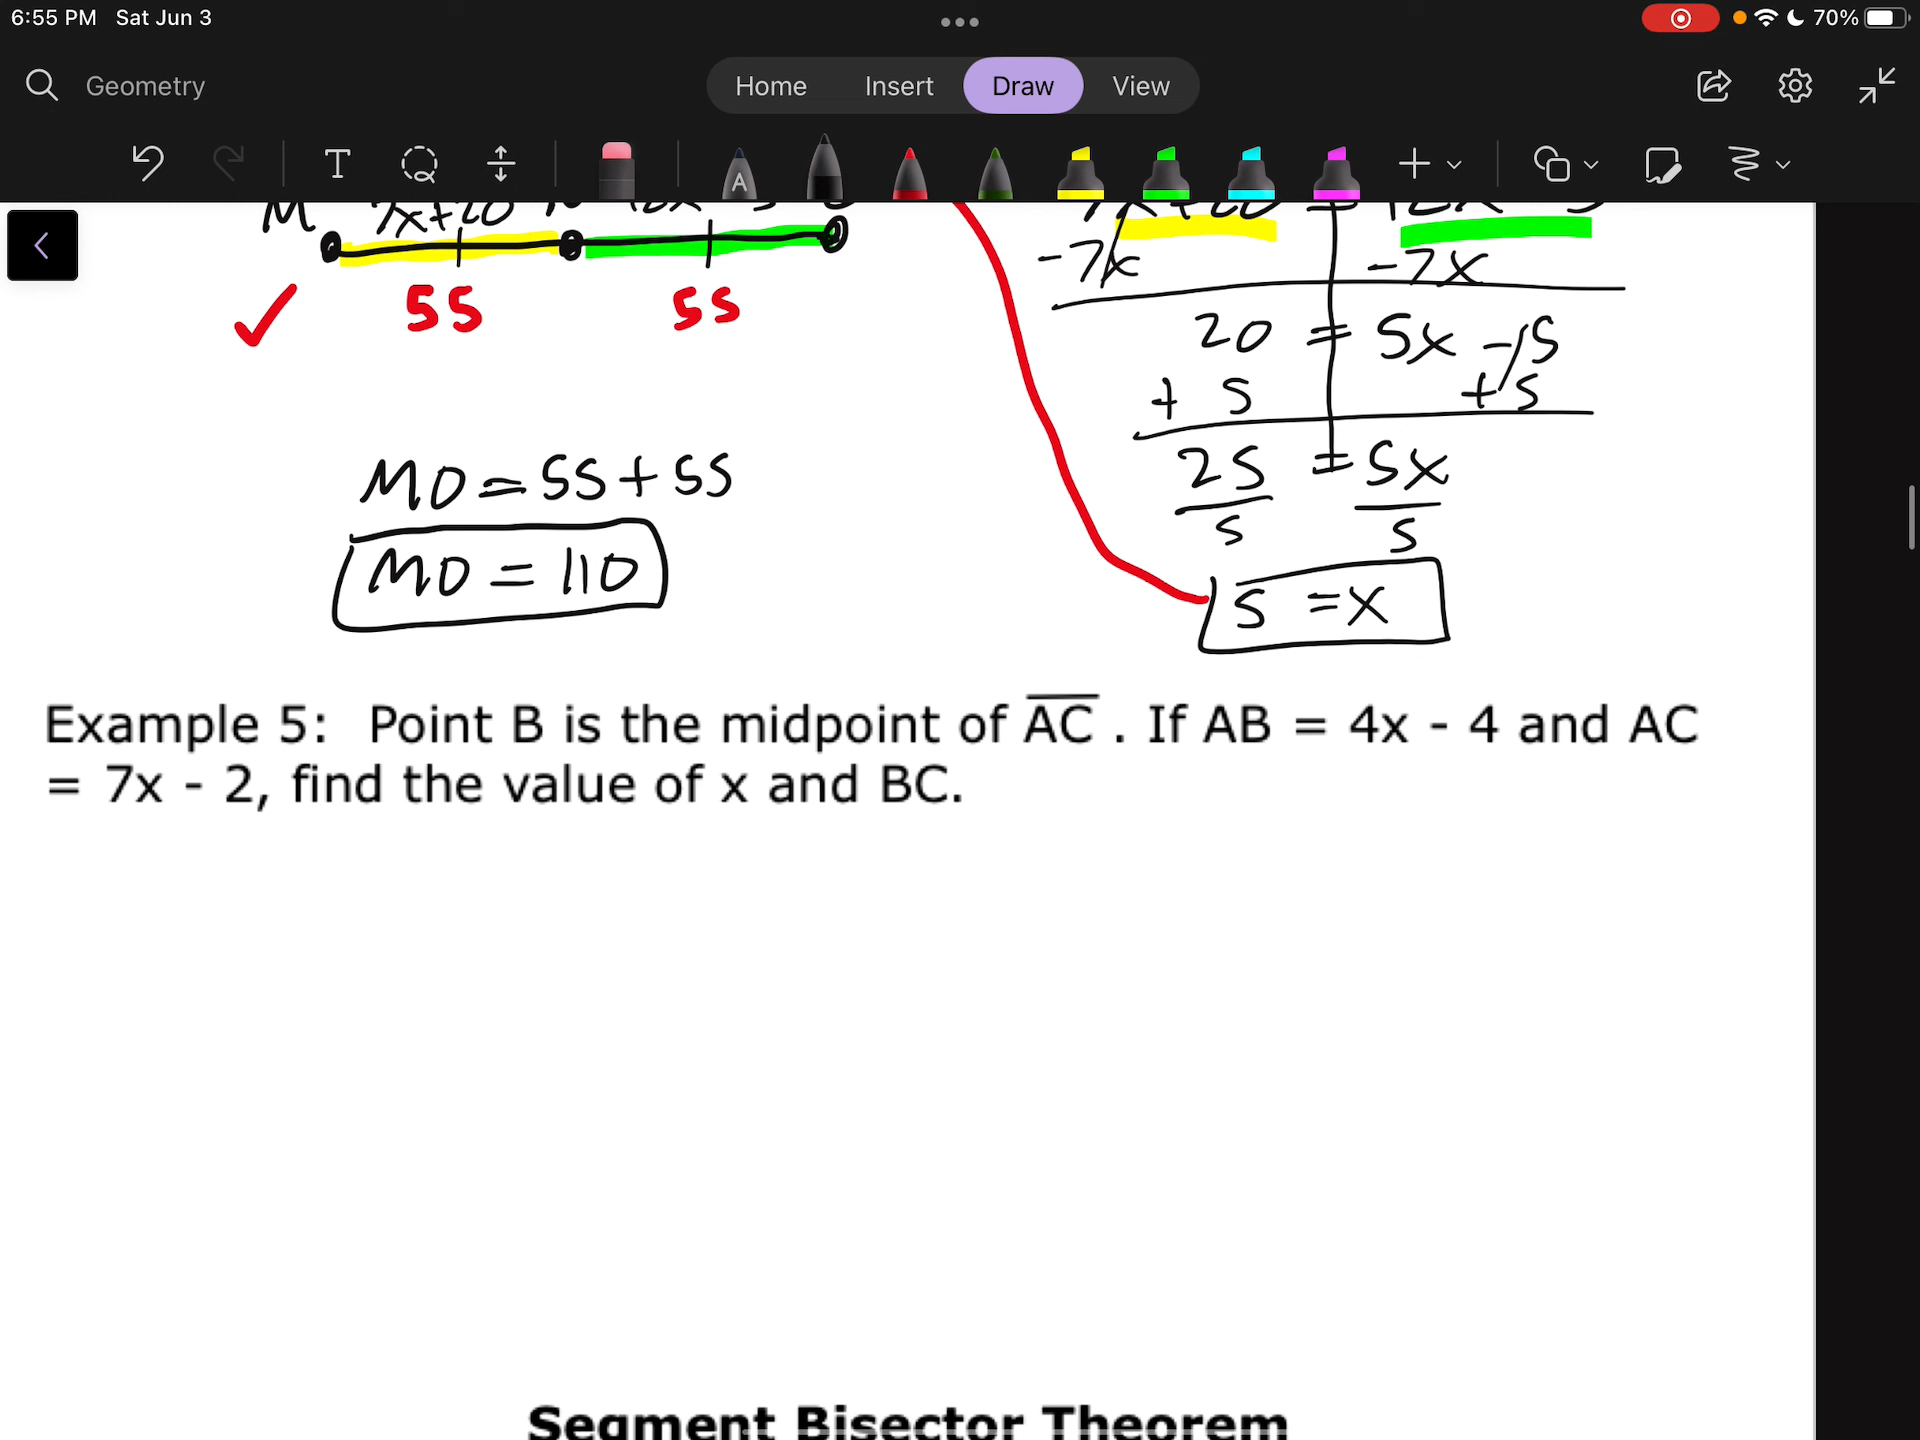 6:55 PM Sat Jun 3
70%
Geometry
Home Insert Draw View
T
A
M 7x+20
-7x -7x
55 55
20 = 5x - 5
+ 5 + 5
MO = 55 + 55
25 = 5x
5 5
MO = 110
5 = x
Example 5: Point B is the midpoint of AC . If AB = 4x - 4 and AC
= 7x - 2, find the value of x and BC.
Segment Bisector Theorem